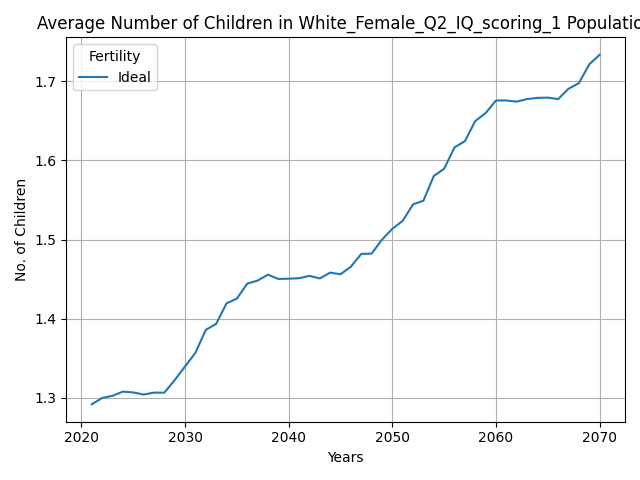 Average Number of Children in White_Female_Q2_IQ_scoring_1 Populatio
Fertility
Ideal
No. of Children
1.7
1.6
1.5
1.4
1.3
2020 2030 2040 2050 2060 2070
Years